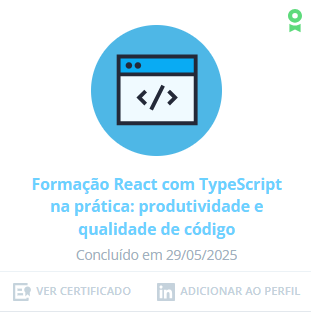 Formação React com TypeScript
na prática: produtividade e
qualidade de código
Concluído em 29/05/2025
VER CERTIFICADO
ADICIONAR AO PERFIL